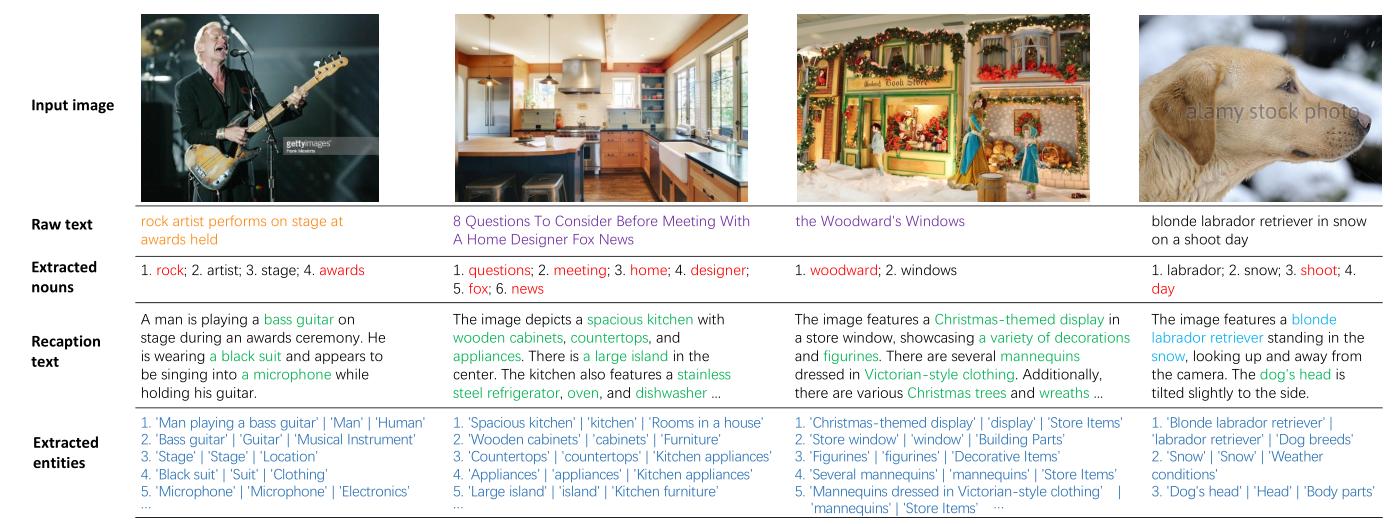 Input image
gettyimages
Frank Micelotta
Book Store
alamy stock photo
Raw text
rock artist performs on stage at
awards held
8 Questions To Consider Before Meeting With
A Home Designer Fox News
the Woodward's Windows
blonde labrador retriever in snow
on a shoot day
Extracted
nouns
1. rock; 2. artist; 3. stage; 4. awards
1. questions; 2. meeting; 3. home; 4. designer;
5. fox; 6. news
1. woodward; 2. windows
1. labrador; 2. snow; 3. shoot; 4.
day
Recaption
text
A man is playing a bass guitar on
stage during an awards ceremony. He
is wearing a black suit and appears to
be singing into a microphone while
holding his guitar.
The image depicts a spacious kitchen with
wooden cabinets, countertops, and
appliances. There is a large island in the
center. The kitchen also features a stainless
steel refrigerator, oven, and dishwasher ...
The image features a Christmas-themed display in
a store window, showcasing a variety of decorations
and figurines. There are several mannequins
dressed in Victorian-style clothing. Additionally,
there are various Christmas trees and wreaths ...
The image features a blonde
labrador retriever standing in the
snow, looking up and away from
the camera. The dog's head is
tilted slightly to the side.
Extracted
entities
1. 'Man playing a bass guitar' | 'Man' | 'Human'
2. 'Bass guitar' | 'Guitar' | 'Musical Instrument'
3. 'Stage' | 'Stage' | 'Location'
4. 'Black suit' | 'Suit' | 'Clothing'
5. 'Microphone' | 'Microphone' | 'Electronics'
...
1. 'Spacious kitchen' | 'kitchen' | 'Rooms in a house'
2. 'Wooden cabinets' | 'cabinets' | 'Furniture'
3. 'Countertops' | 'countertops' | 'Kitchen appliances'
4. 'Appliances' | 'appliances' | 'Kitchen appliances'
5. 'Large island' | 'island' | 'Kitchen furniture'
...
1. 'Christmas-themed display' | 'display' | 'Store Items'
2. 'Store window' | 'window' | 'Building Parts'
3. 'Figurines' | 'figurines' | 'Decorative Items'
4. 'Several mannequins' | 'mannequins' | 'Store Items'
5. 'Mannequins dressed in Victorian-style clothing' |
'mannequins' | 'Store Items' ...
1. 'Blonde labrador retriever' |
'labrador retriever' | 'Dog breeds'
2. 'Snow' | 'Snow' | 'Weather
conditions'
3. 'Dog's head' | 'Head' | 'Body parts'